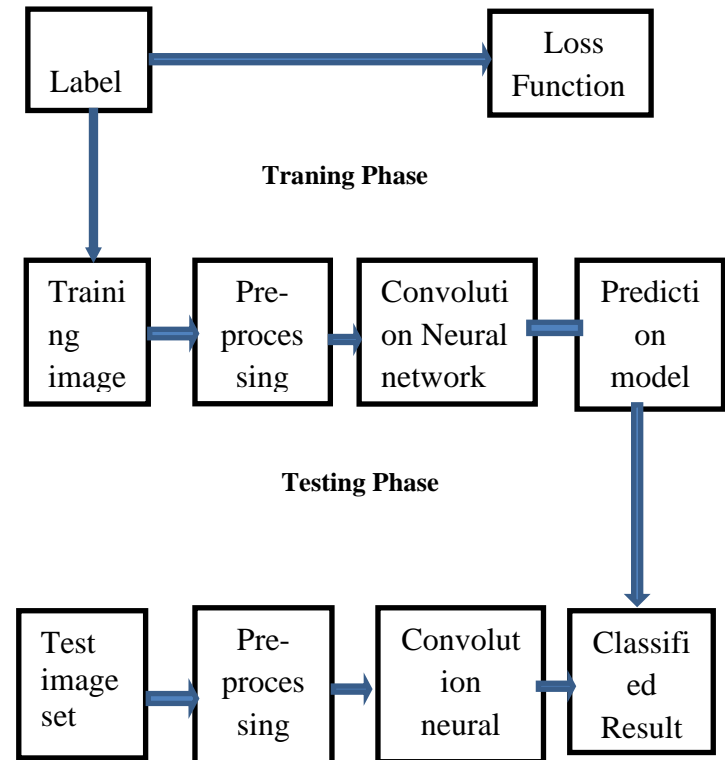 Label
Loss
Function
Traning Phase
Traini
ng
image
Pre-
proces
sing
Convoluti
on Neural
network
Predicti
on
model
Testing Phase
Test
image
set
Pre-
proces
sing
Convolut
ion
neural
Classifi
ed
Result